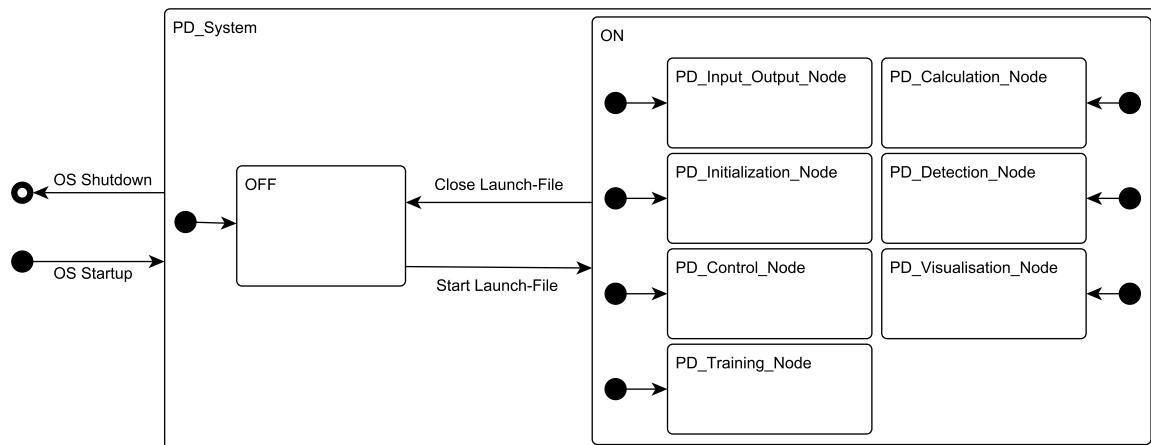 PD_System
ON
PD_Input_Output_Node
PD_Calculation_Node
OS Shutdown
OFF
Close Launch-File
PD_Initialization_Node
PD_Detection_Node
OS Startup
Start Launch-File
PD_Control_Node
PD_Visualisation_Node
PD_Training_Node